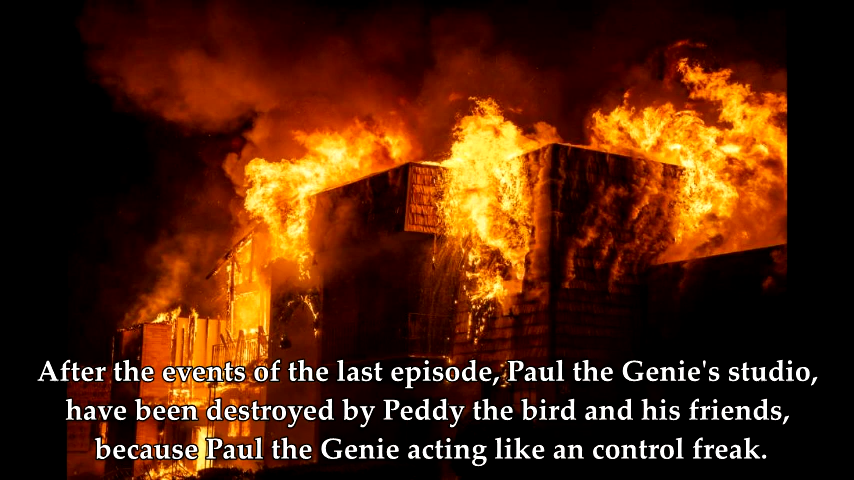 After the events of the last episode, Paul the Genie's studio,
have been destroyed by Peddy the bird and his friends,
because Paul the Genie acting like an control freak.